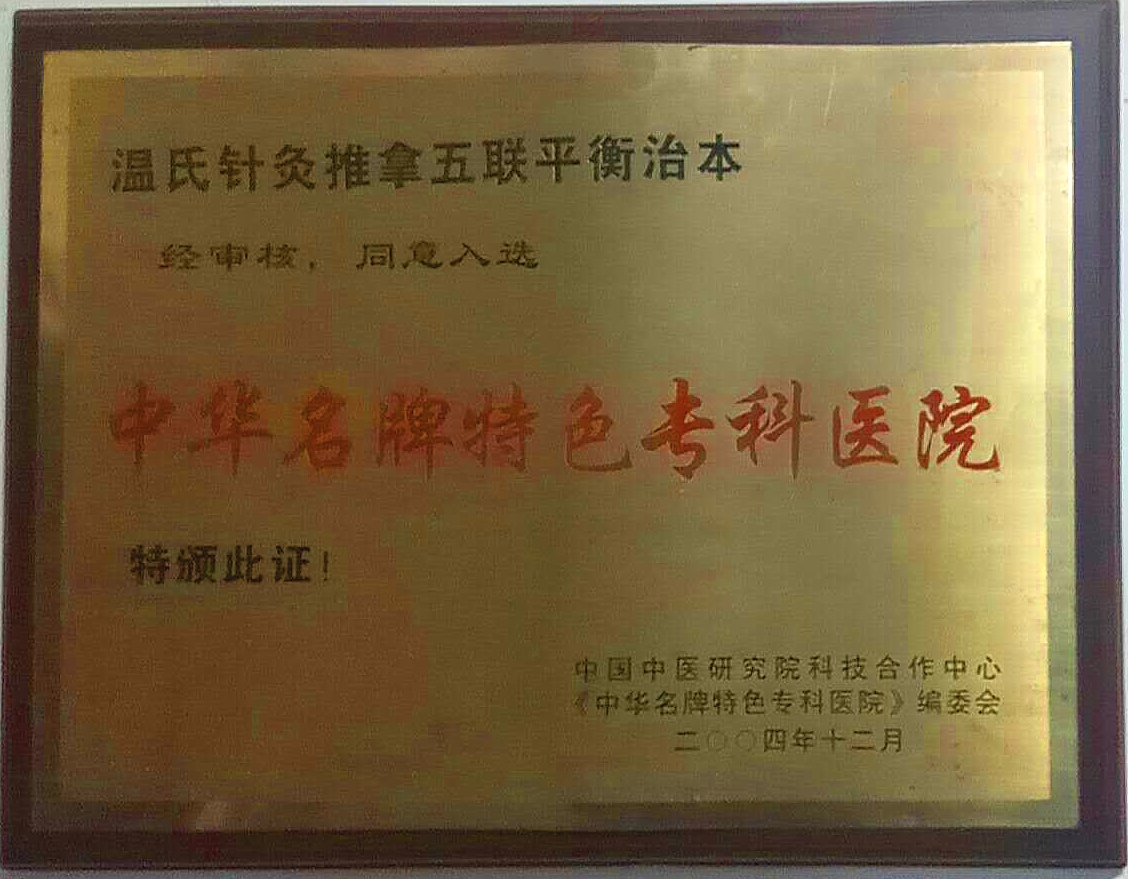 温氏针灸推拿五联平衡治本
经审核，同意入选
中华名牌特色专科医院
特颁此证！
中国中医研究院科技合作中心
《中华名牌特色专科医院》编委会
二〇〇四年十二月